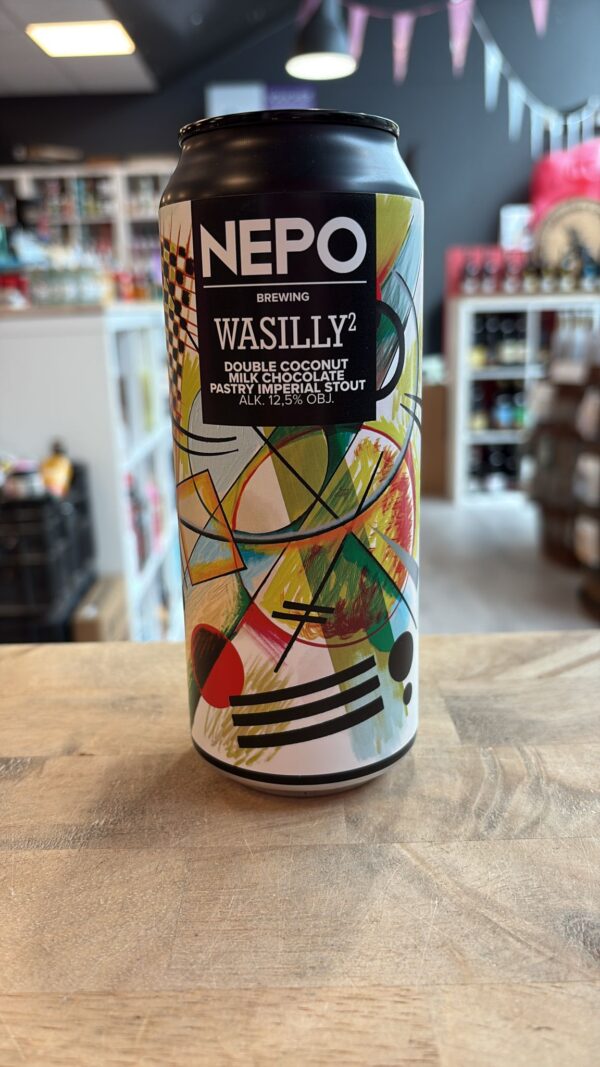 NEPO
BREWING
WASILLY²
DOUBLE COCONUT
MILK CHOCOLATE
PASTRY IMPERIAL STOUT
ALK. 12,5% OBJ.